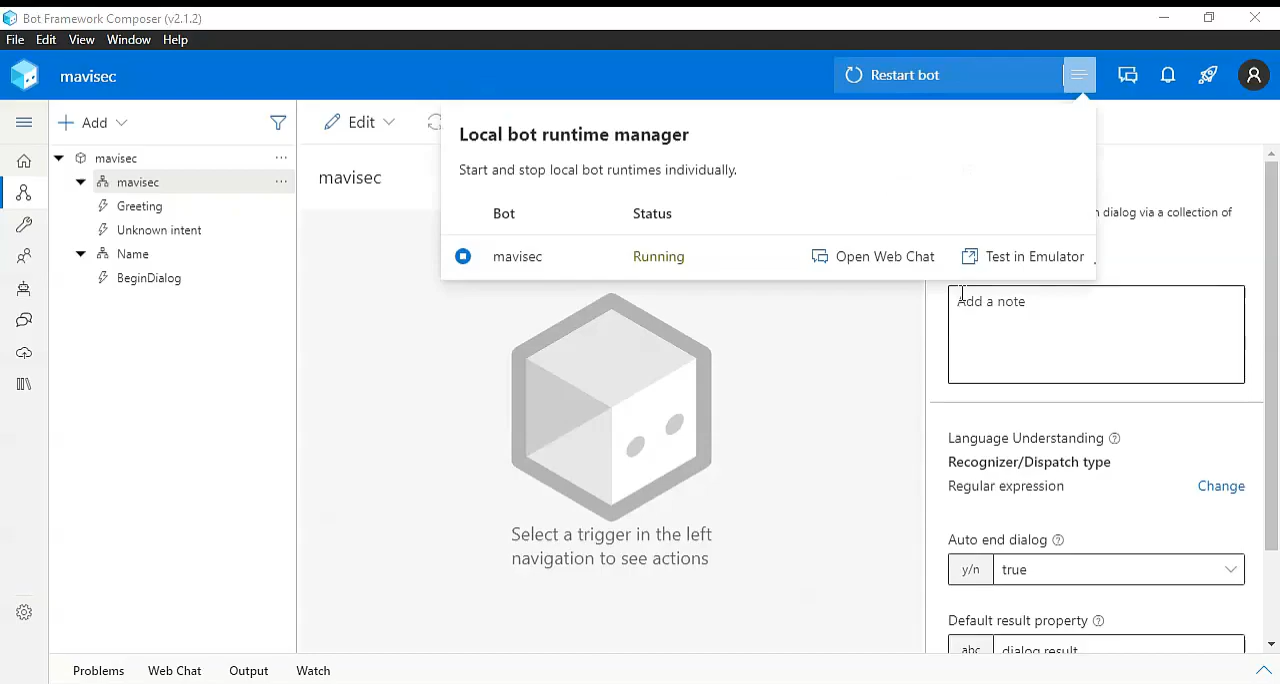 Bot Framework Composer (v2.1.2)
File Edit View Window Help
mavisec
Restart bot
Add
Edit
mavisec
mavisec
Greeting
Unknown intent
Name
BeginDialog
mavisec
Local bot runtime manager
Start and stop local bot runtimes individually.
Bot Status
mavisec Running Open Web Chat Test in Emulator
dialog via a collection of
Add a note
Language Understanding
Recognizer/Dispatch type
Regular expression Change
Auto end dialog
y/n true
Default result property
abc dialog.result
Select a trigger in the left
navigation to see actions
Problems Web Chat Output Watch